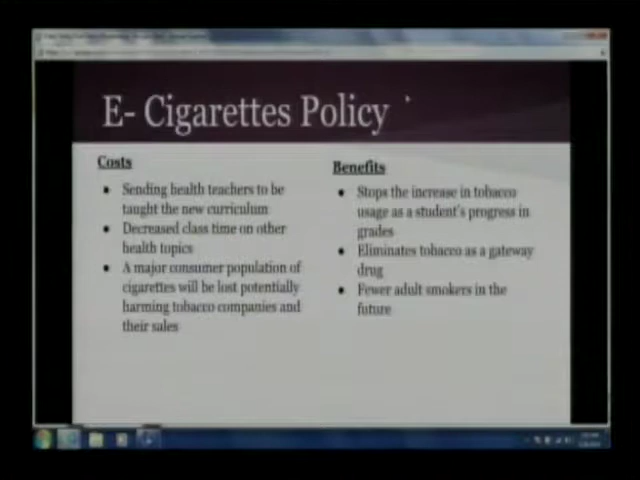 E- Cigarettes Policy
Costs
• Sending health teachers to be
taught the new curriculum
• Decreased class time on other
health topics
• A major consumer population of
cigarettes will be lost potentially
harming tobacco companies and
their sales
Benefits
• Stops the increase in tobacco
usage as a student's progress in
grades
• Eliminates tobacco as a gateway
drug
• Fewer adult smokers in the
future